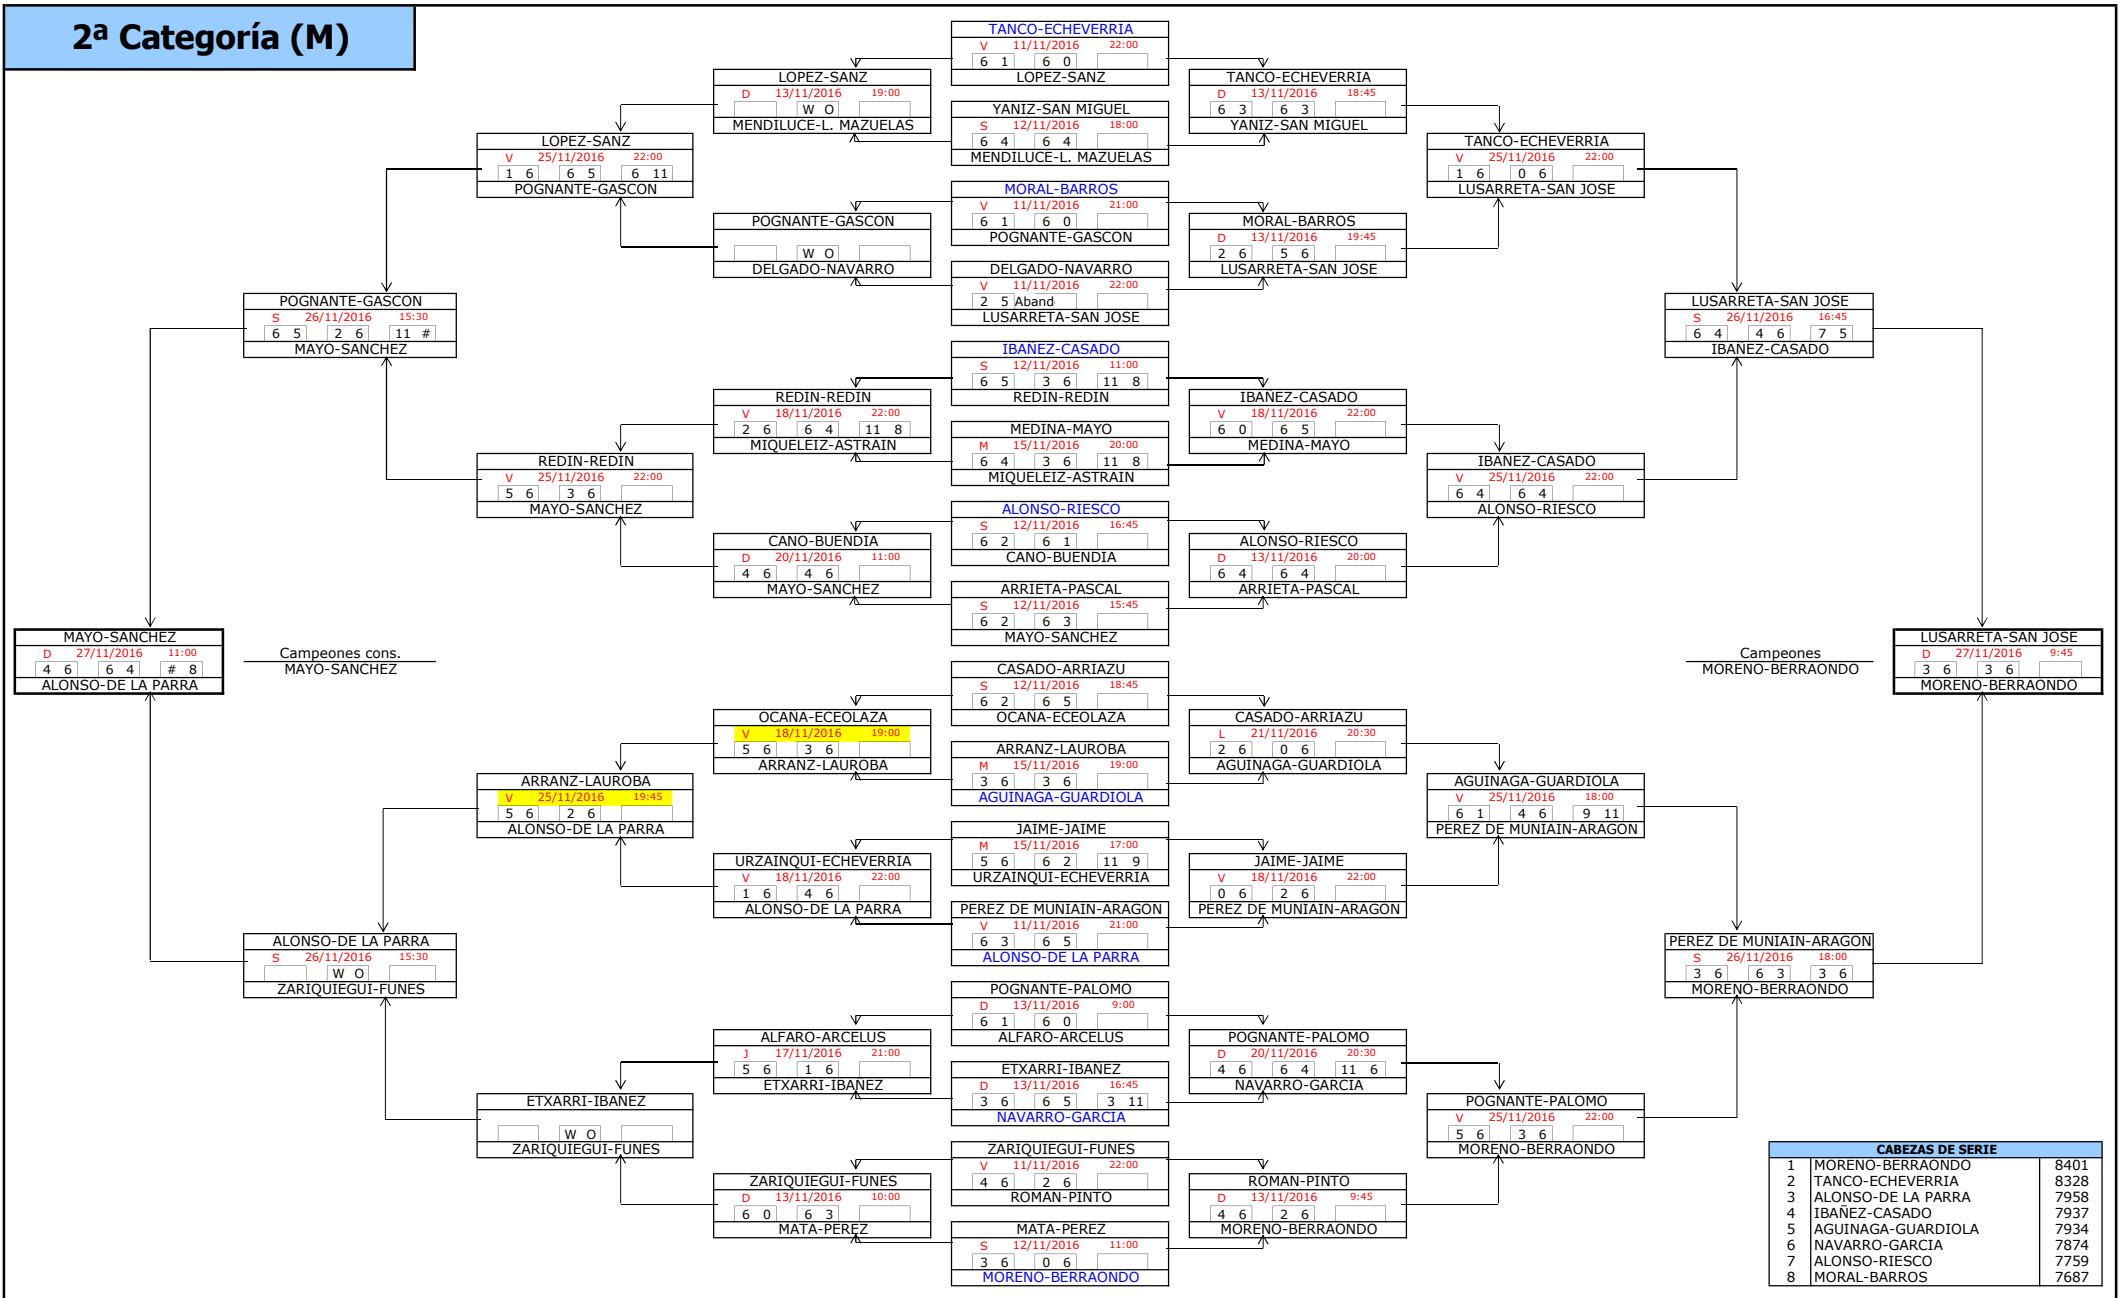 2ª Categoría (M)
TANCO-ECHEVERRIA
V 11/11/2016 22:00
6 1 6 0
LOPEZ-SANZ
YANIZ-SAN MIGUEL
S 12/11/2016 18:00
6 4 6 4
MENDILUCE-L. MAZUELAS
MORAL-BARROS
V 11/11/2016 21:00
6 1 6 0
POGNANTE-GASCON
DELGADO-NAVARRO
V 11/11/2016 22:00
2 5 Aband
LUSARRETA-SAN JOSE
IBAÑEZ-CASADO
S 12/11/2016 11:00
6 5 3 6 11 8
REDIN-REDIN
MEDINA-MAYO
M 15/11/2016 20:00
6 4 3 6 11 8
MIQUELEIZ-ASTRAIN
ALONSO-RIESCO
S 12/11/2016 16:45
6 2 6 1
CANO-BUENDIA
ARRIETA-PASCAL
S 12/11/2016 15:45
6 2 6 3
MAYO-SANCHEZ
CASADO-ARRIAZU
S 12/11/2016 18:45
6 2 6 5
OCAÑA-ECEOLAZA
ARRANZ-LAUROBA
M 15/11/2016 19:00
3 6 3 6
AGUINAGA-GUARDIOLA
JAIME-JAIME
M 15/11/2016 17:00
5 6 6 2 11 9
URZAINQUI-ECHEVERRIA
PEREZ DE MUNIAIN-ARAGON
V 11/11/2016 21:00
6 3 6 5
ALONSO-DE LA PARRA
POGNANTE-PALOMO
D 13/11/2016 9:00
6 1 6 0
ALFARO-ARCELUS
ETXARRI-IBAÑEZ
D 13/11/2016 16:45
3 6 6 5 3 11
NAVARRO-GARCIA
ZARIQUIEGUI-FUNES
V 11/11/2016 22:00
4 6 2 6
ROMAN-PINTO
MATA-PEREZ
S 12/11/2016 11:00
3 6 0 6
MORENO-BERRAONDO
LOPEZ-SANZ
D 13/11/2016 19:00
W O
MENDILUCE-L. MAZUELAS
POGNANTE-GASCON
W O
DELGADO-NAVARRO
REDIN-REDIN
V 18/11/2016 22:00
2 6 6 4 11 8
MIQUELEIZ-ASTRAIN
CANO-BUENDIA
D 20/11/2016 11:00
4 6 4 6
MAYO-SANCHEZ
OCAÑA-ECEOLAZA
V 18/11/2016 19:00
5 6 3 6
ARRANZ-LAUROBA
URZAINQUI-ECHEVERRIA
V 18/11/2016 22:00
1 6 4 6
ALONSO-DE LA PARRA
ALFARO-ARCELUS
J 17/11/2016 21:00
5 6 1 6
ETXARRI-IBAÑEZ
ZARIQUIEGUI-FUNES
D 13/11/2016 10:00
6 0 6 3
MATA-PEREZ
LOPEZ-SANZ
V 25/11/2016 22:00
1 6 6 5 6 11
POGNANTE-GASCON
REDIN-REDIN
V 25/11/2016 22:00
5 6 3 6
MAYO-SANCHEZ
ARRANZ-LAUROBA
V 25/11/2016 19:45
5 6 2 6
ALONSO-DE LA PARRA
ETXARRI-IBAÑEZ
W O
ZARIQUIEGUI-FUNES
POGNANTE-GASCON
S 26/11/2016 15:30
6 5 2 6 11 #
MAYO-SANCHEZ
ALONSO-DE LA PARRA
S 26/11/2016 15:30
W O
ZARIQUIEGUI-FUNES
MAYO-SANCHEZ
D 27/11/2016 11:00
4 6 6 4 # 8
ALONSO-DE LA PARRA
Campeones cons.
MAYO-SANCHEZ
TANCO-ECHEVERRIA
D 13/11/2016 18:45
6 3 6 3
YANIZ-SAN MIGUEL
MORAL-BARROS
D 13/11/2016 19:45
2 6 5 6
LUSARRETA-SAN JOSE
IBAÑEZ-CASADO
V 18/11/2016 22:00
6 0 6 5
MEDINA-MAYO
ALONSO-RIESCO
D 13/11/2016 20:00
6 4 6 4
ARRIETA-PASCAL
CASADO-ARRIAZU
L 21/11/2016 20:30
2 6 0 6
AGUINAGA-GUARDIOLA
JAIME-JAIME
V 18/11/2016 22:00
0 6 2 6
PEREZ DE MUNIAIN-ARAGON
POGNANTE-PALOMO
D 20/11/2016 20:30
4 6 6 4 11 6
NAVARRO-GARCIA
ROMAN-PINTO
D 13/11/2016 9:45
4 6 2 6
MORENO-BERRAONDO
TANCO-ECHEVERRIA
V 25/11/2016 22:00
1 6 0 6
LUSARRETA-SAN JOSE
IBAÑEZ-CASADO
V 25/11/2016 22:00
6 4 6 4
ALONSO-RIESCO
AGUINAGA-GUARDIOLA
V 25/11/2016 18:00
6 1 4 6 9 11
PEREZ DE MUNIAIN-ARAGON
POGNANTE-PALOMO
V 25/11/2016 22:00
5 6 3 6
MORENO-BERRAONDO
LUSARRETA-SAN JOSE
S 26/11/2016 16:45
6 4 4 6 7 5
IBAÑEZ-CASADO
PEREZ DE MUNIAIN-ARAGON
S 26/11/2016 18:00
3 6 6 3 3 6
MORENO-BERRAONDO
Campeones
MORENO-BERRAONDO
LUSARRETA-SAN JOSE
D 27/11/2016 9:45
3 6 3 6
MORENO-BERRAONDO
CABEZAS DE SERIE
1 MORENO-BERRAONDO 8401
2 TANCO-ECHEVERRIA 8328
3 ALONSO-DE LA PARRA 7958
4 IBAÑEZ-CASADO 7937
5 AGUINAGA-GUARDIOLA 7934
6 NAVARRO-GARCIA 7874
7 ALONSO-RIESCO 7759
8 MORAL-BARROS 7687